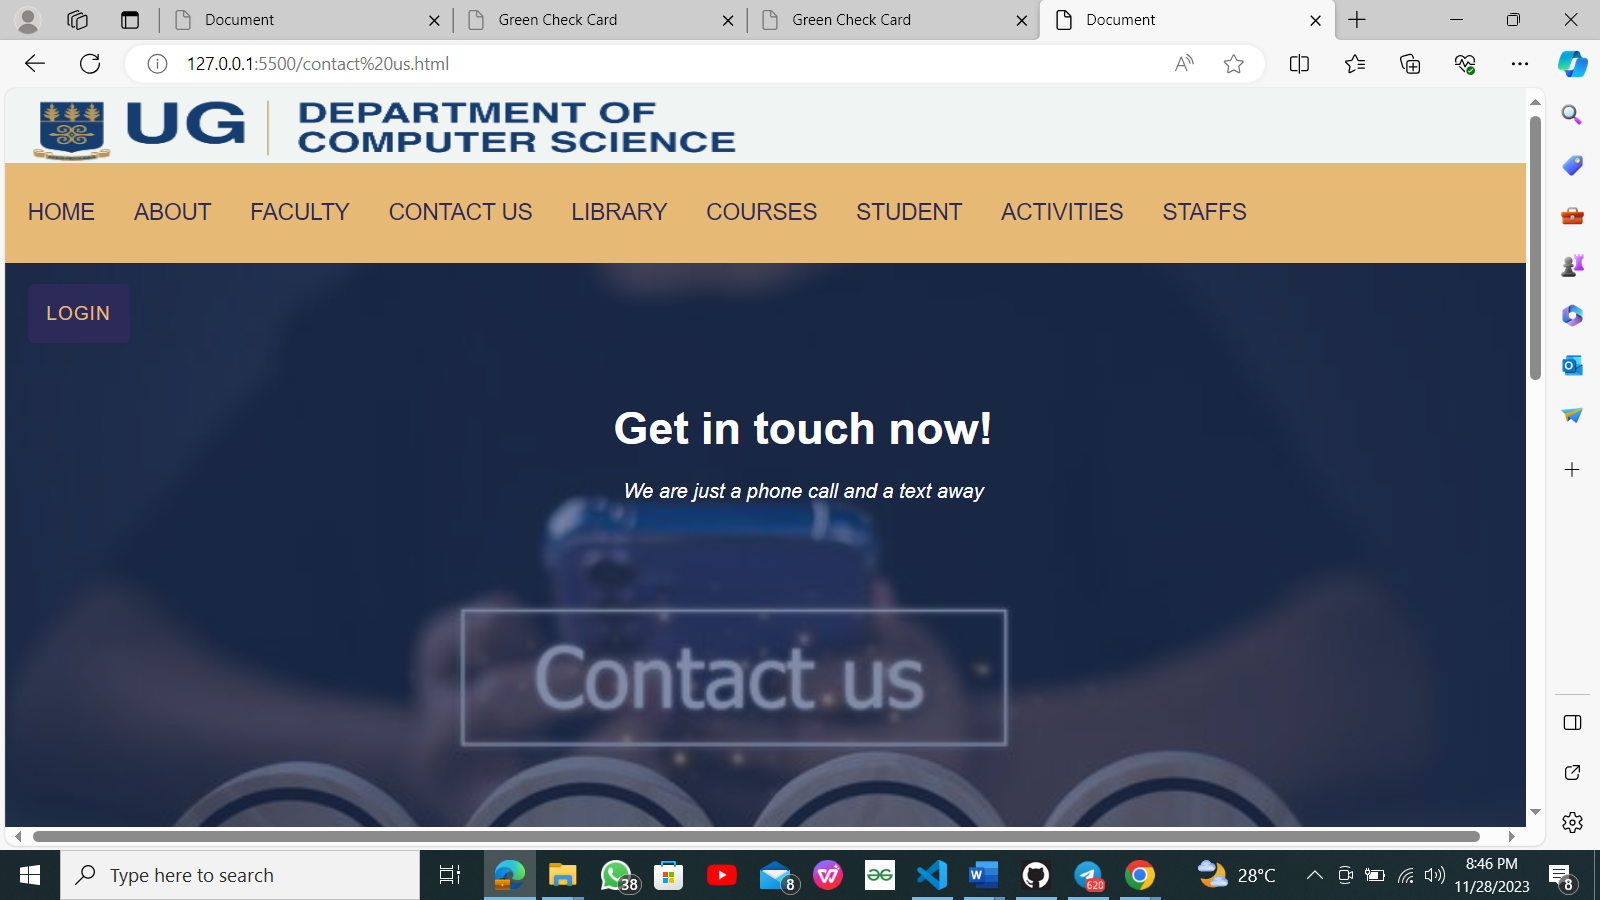 Document
Green Check Card
Green Check Card
Document
127.0.0.1:5500/contact%20us.html
UG
DEPARTMENT OF
COMPUTER SCIENCE
HOME ABOUT FACULTY CONTACT US LIBRARY COURSES STUDENT ACTIVITIES STAFFS
LOGIN
Get in touch now!
We are just a phone call and a text away
Contact us
Type here to search
38
8
620
28°C
8:46 PM
11/28/2023
8